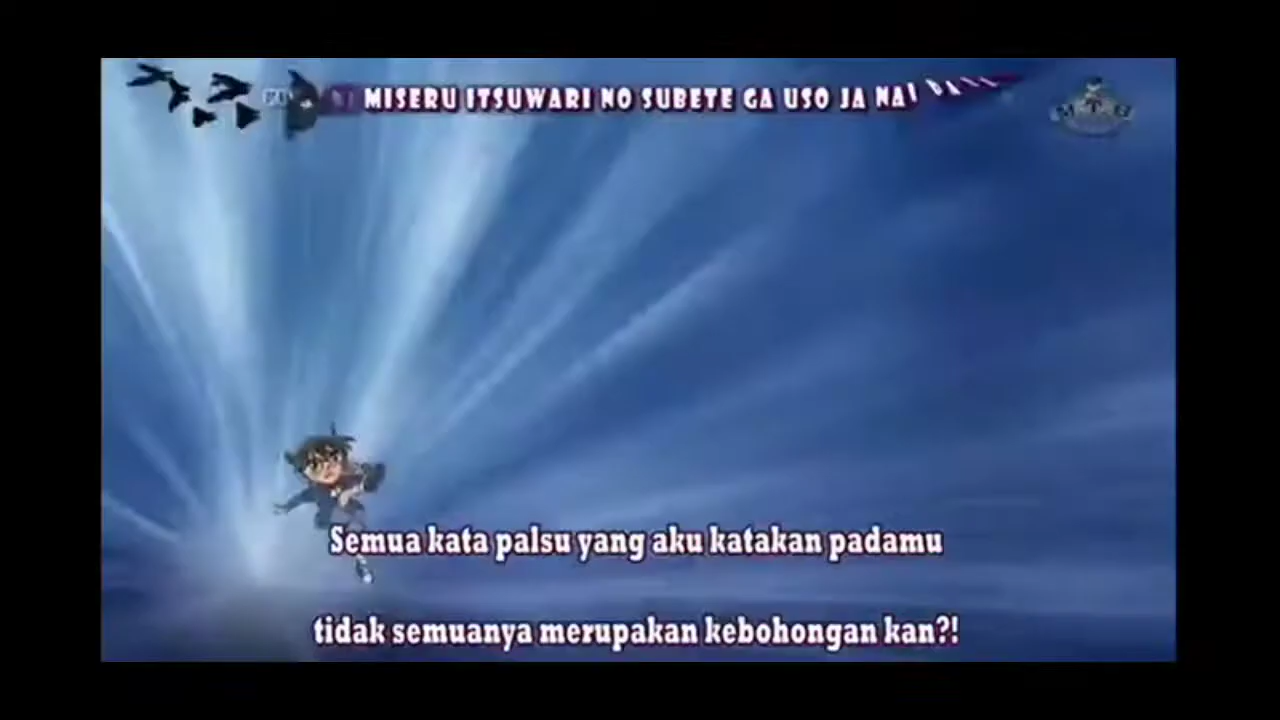 MISERU ITSUWARI NO SUBETE GA USO JA NAI
Semua kata palsu yang aku katakan padamu
tidak semuanya merupakan kebohongan kan?!